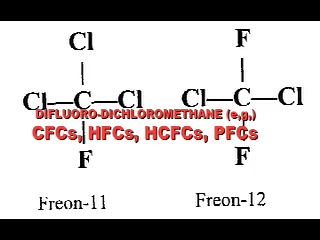 Cl F
Cl—C—Cl Cl—C—Cl
DIFLUORO-DICHLOROMETHANE (e,g,)
CFCs, HFCs, HCFCs, PFCs
F F
Freon-11 Freon-12